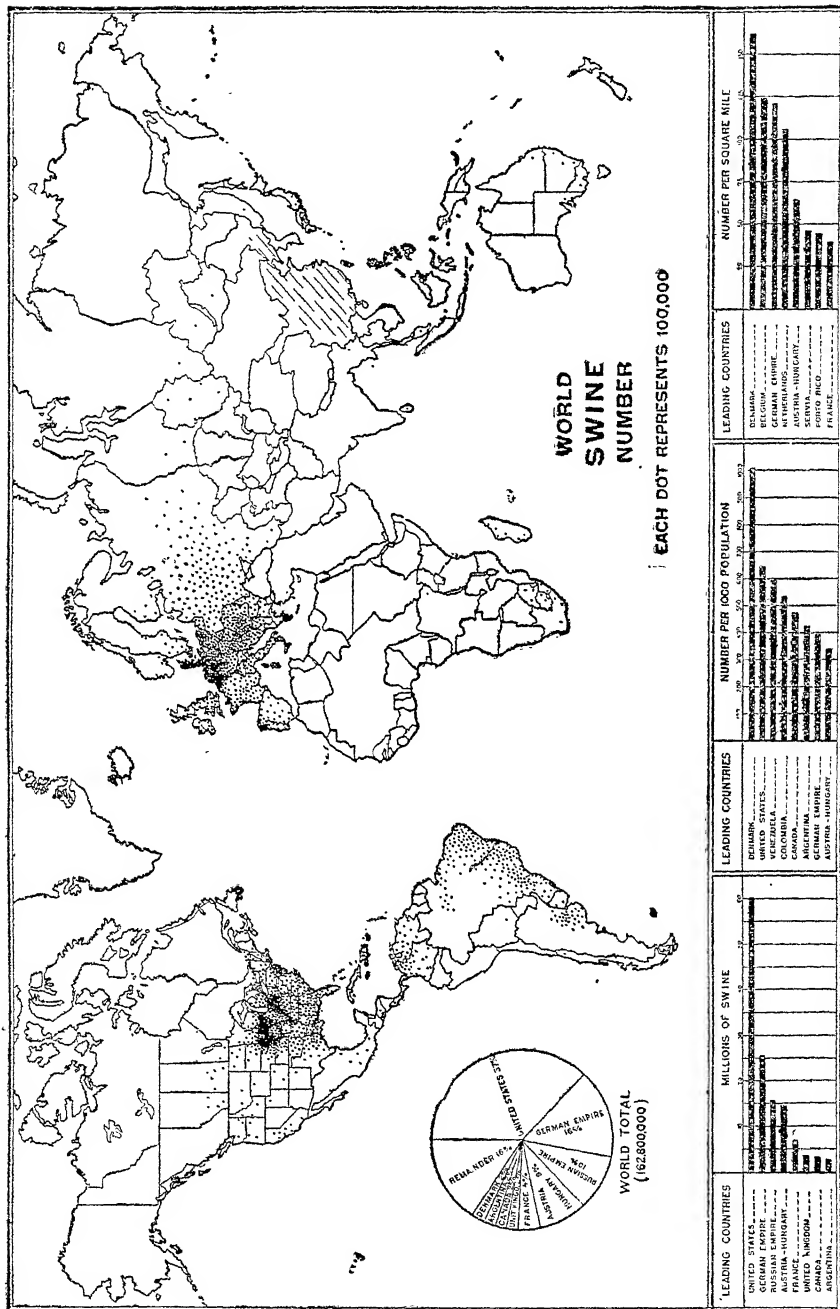 WORLD
SWINE
NUMBER
EACH DOT REPRESENTS 100,000
UNITED STATES
GERMAN EMPIRE
16%
RUSSIAN EMPIRE
AUSTRIA
HUNGARY
FRANCE
DENMARK
REMAINDER 16%
WORLD TOTAL
(162,800,000)
LEADING COUNTRIES
MILLIONS OF SWINE
UNITED STATES
GERMAN EMPIRE
RUSSIAN EMPIRE
AUSTRIA-HUNGARY
FRANCE
UNITED KINGDOM
CANADA
ARGENTINA
LEADING COUNTRIES
NUMBER PER 1000 POPULATION
DENMARK
UNITED STATES
VENEZUELA
COLOMBIA
CANADA
ARGENTINA
GERMAN EMPIRE
AUSTRIA-HUNGARY
LEADING COUNTRIES
NUMBER PER SQUARE MILE
DENMARK
BELGIUM
GERMAN EMPIRE
NETHERLANDS
AUSTRIA-HUNGARY
SERVIA
PORTO RICO
FRANCE